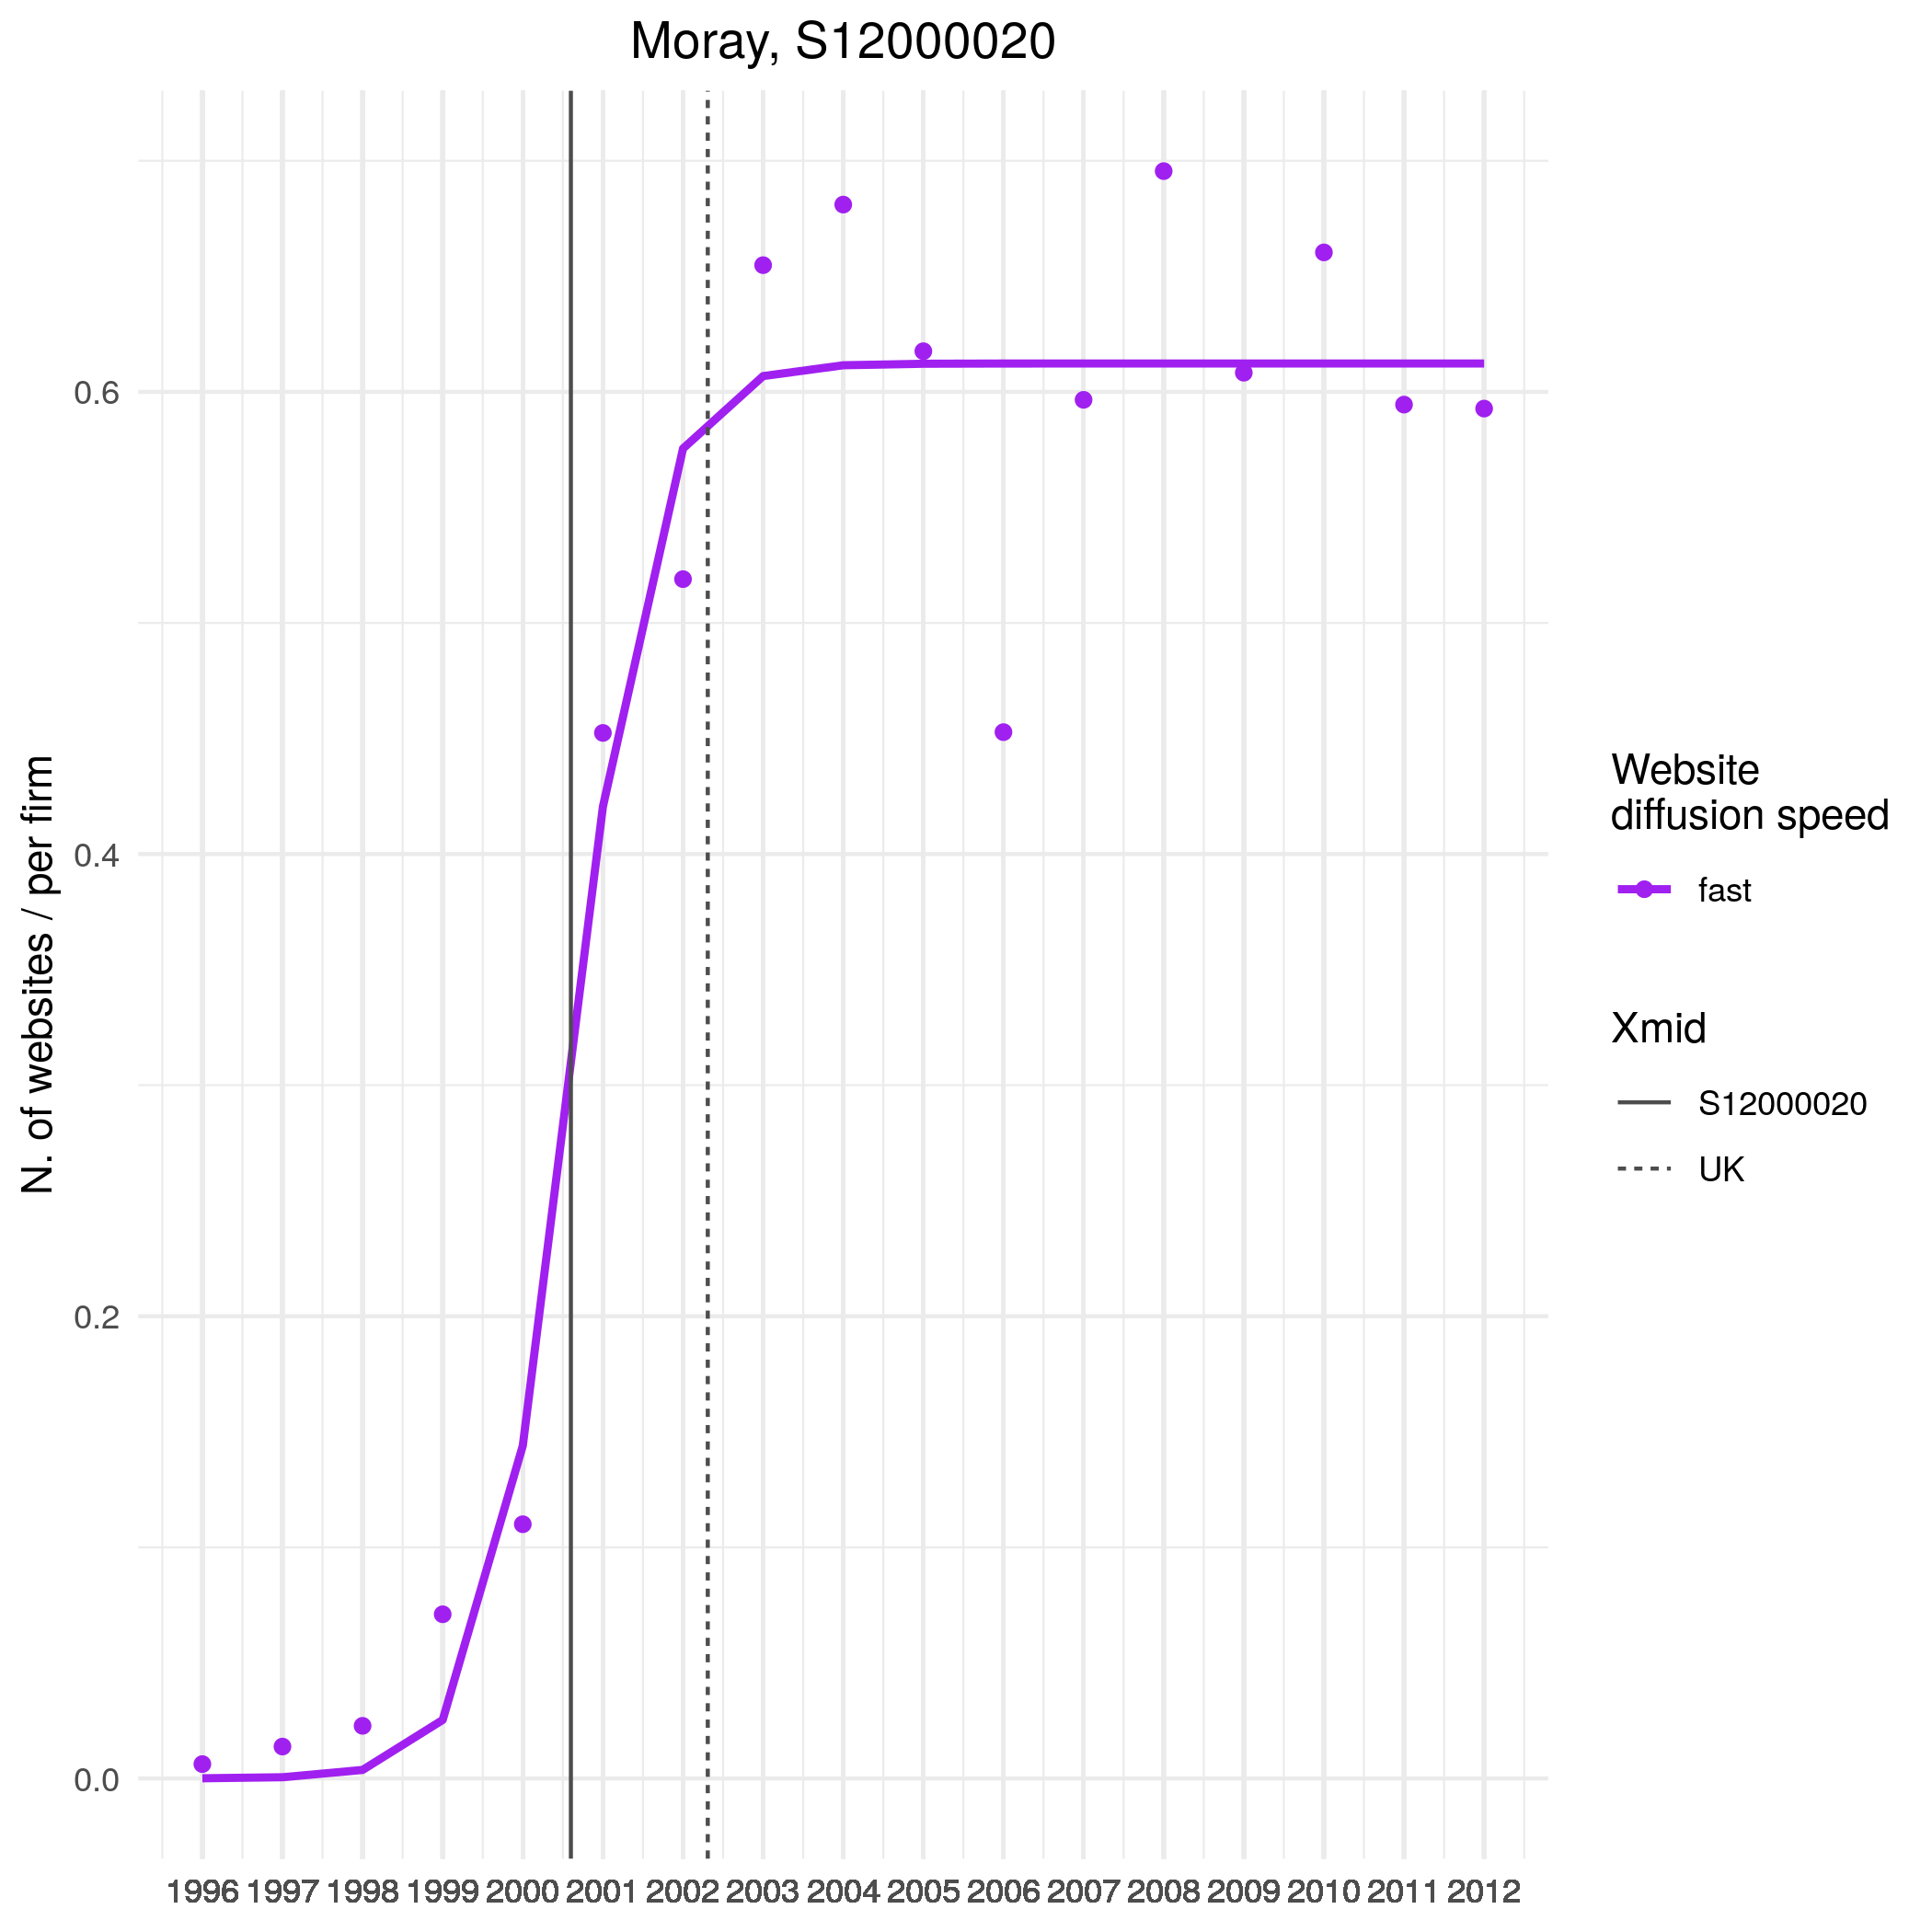 Moray, S12000020
N. of websites / per firm
0.6
0.4
0.2
0.0
1996 1997 1998 1999 2000 2001 2002 2003 2004 2005 2006 2007 2008 2009 2010 2011 2012
Website
diffusion speed
fast
Xmid
S12000020
UK